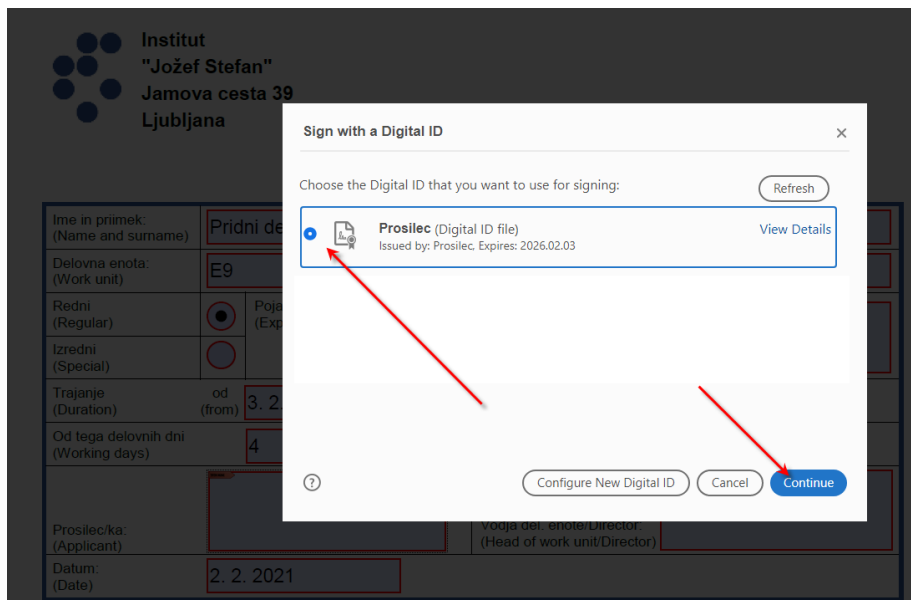 Institut
"Jožef Stefan"
Jamova cesta 39
Ljubljana
Sign with a Digital ID
Choose the Digital ID that you want to use for signing:
Refresh
Prosilec (Digital ID file)
View Details
Issued by: Prosilec, Expires: 2026.02.03
Configure New Digital ID
Cancel
Continue
Ime in priimek:
(Name and surname)
Pridni de
Delovna enota:
(Work unit)
E9
Redni
(Regular)
Poja
(Exp
Izredni
(Special)
Trajanje
(Duration)
od
(from)
3. 2.
Od tega delovnih dni
(Working days)
4
Prosilec/ka:
(Applicant)
Vodja del. enote/Director:
(Head of work unit/Director)
Datum:
(Date)
2. 2. 2021